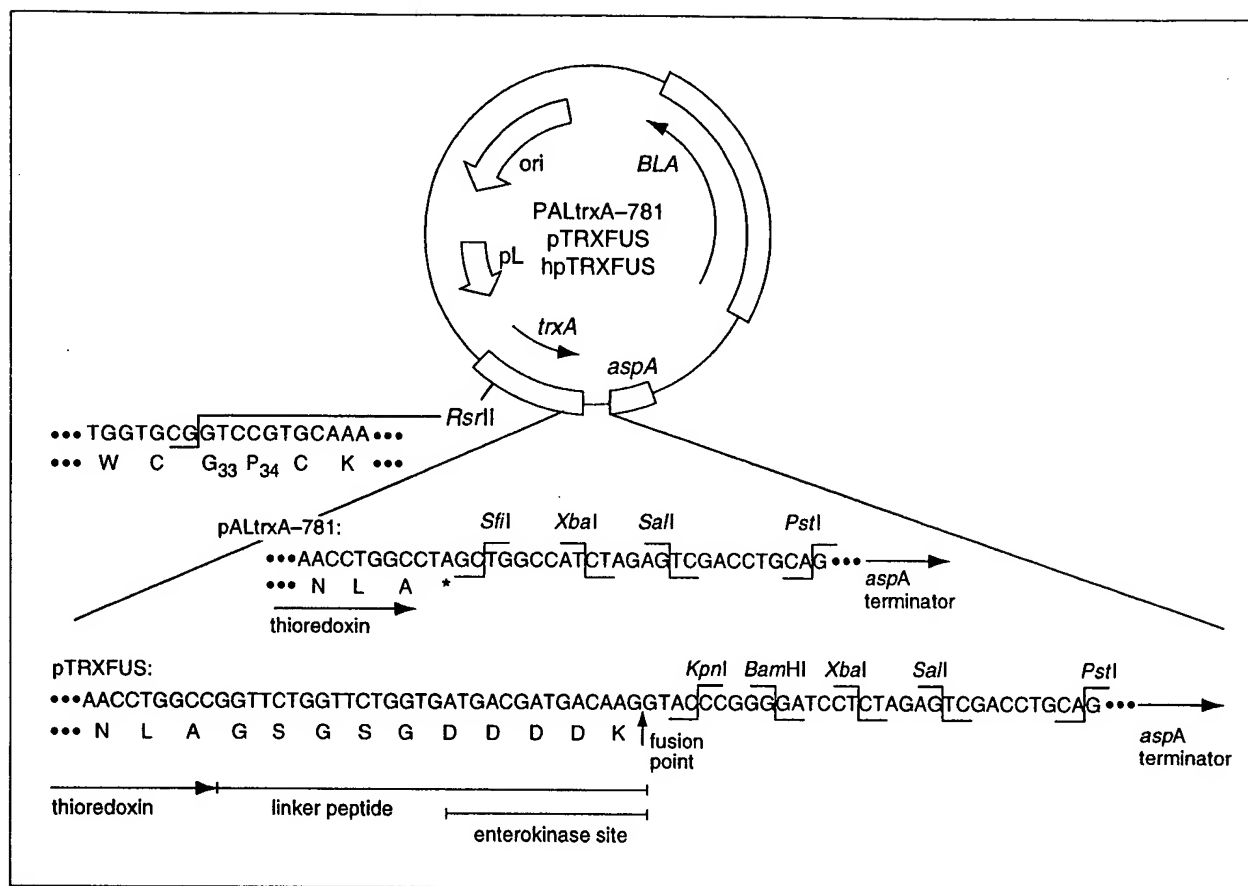 ori
BLA
PALtrxA–781
pTRXFUS
hpTRXFUS
pL
trxA
aspA
RsrII
••• TGGTGCGGTCCGTGCAAA •••
••• W C G33 P34 C K •••
pALtrxA–781:
SfiI XbaI SalI PstI
•••AACCTGGCCTAGCTGGCCATCTAGAGTCGACCTGCAG•••
••• N L A *
aspA
terminator
thioredoxin
pTRXFUS:
KpnI BamHI XbaI SalI PstI
•••AACCTGGCCGGTTCTGGTTCTGGTGATGACGATGACAAGGTACCCGGGGATCCTCTAGAGTCGACCTGCAG•••
••• N L A G S G S G D D D D K
fusion
point
aspA
terminator
thioredoxin
linker peptide
enterokinase site